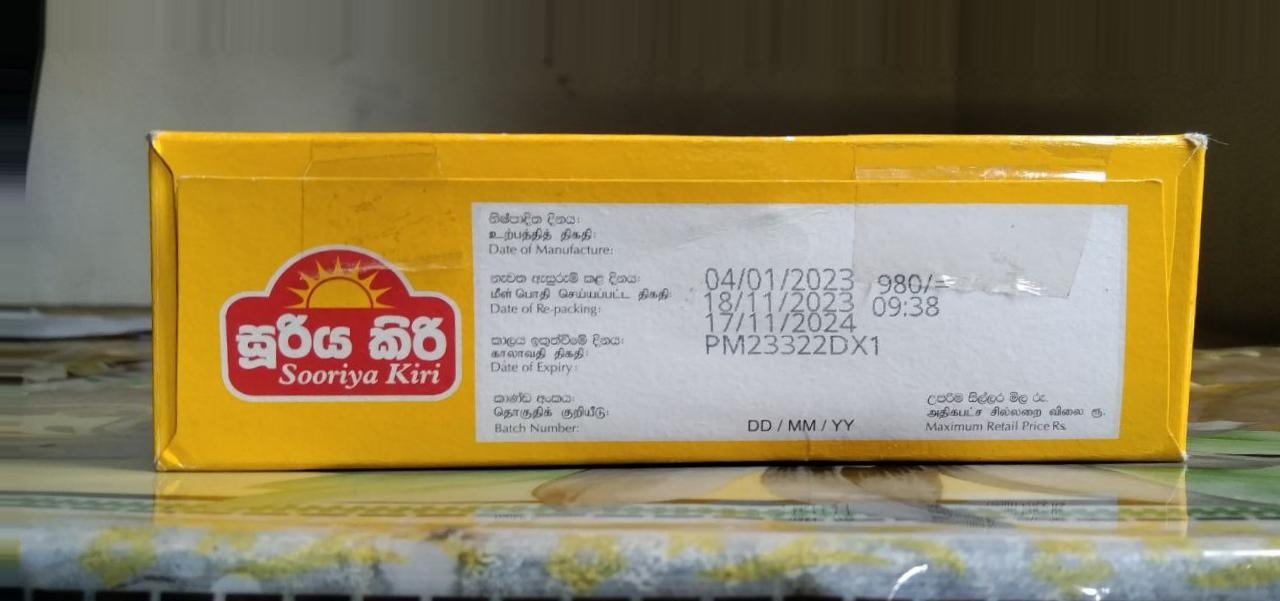 සූරිය කිරි
Sooriya Kiri
නිෂ්පාදිත දිනය:
உற்பத்தித் திகதி:
Date of Manufacture:
නැවත ඇසුරුම් කළ දිනය:
மீள் பொதி செய்யப்பட்ட திகதி:
Date of Re-packing:
කාලය ඉකුත්වීමේ දිනය:
காலாவதி திகதி:
Date of Expiry:
කාණ්ඩ අංකය:
தொகுதிக் குறியீடு:
Batch Number:
04/01/2023 980/=
18/11/2023 09:38
17/11/2024
PM23322DX1
DD / MM / YY
උපරිම සිල්ලර මිල රු.
அதிகபட்ச சில்லறை விலை ரூ.
Maximum Retail Price Rs.